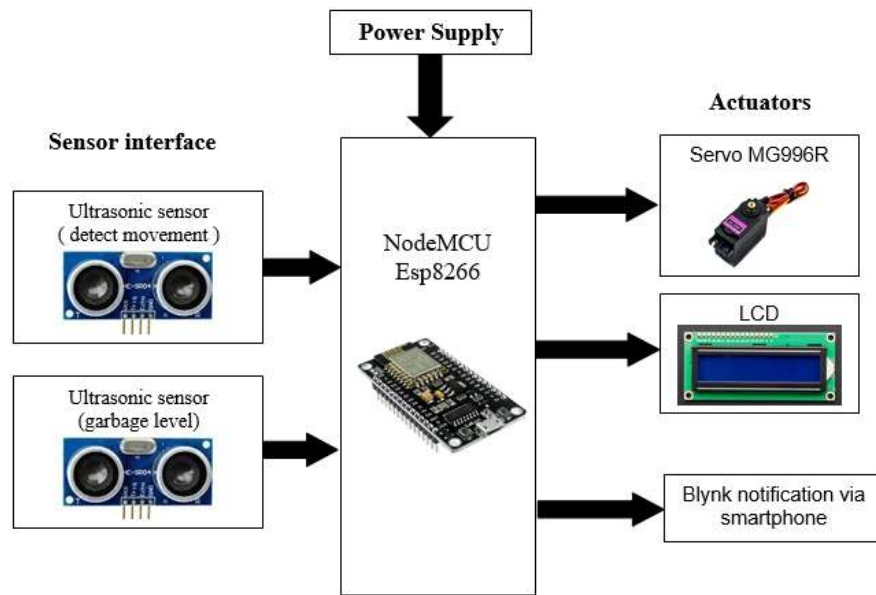 Power Supply
Actuators
Sensor interface
Servo MG996R
Ultrasonic sensor
( detect movement )
NodeMCU
Esp8266
LCD
Ultrasonic sensor
(garbage level)
Blynk notification via
smartphone